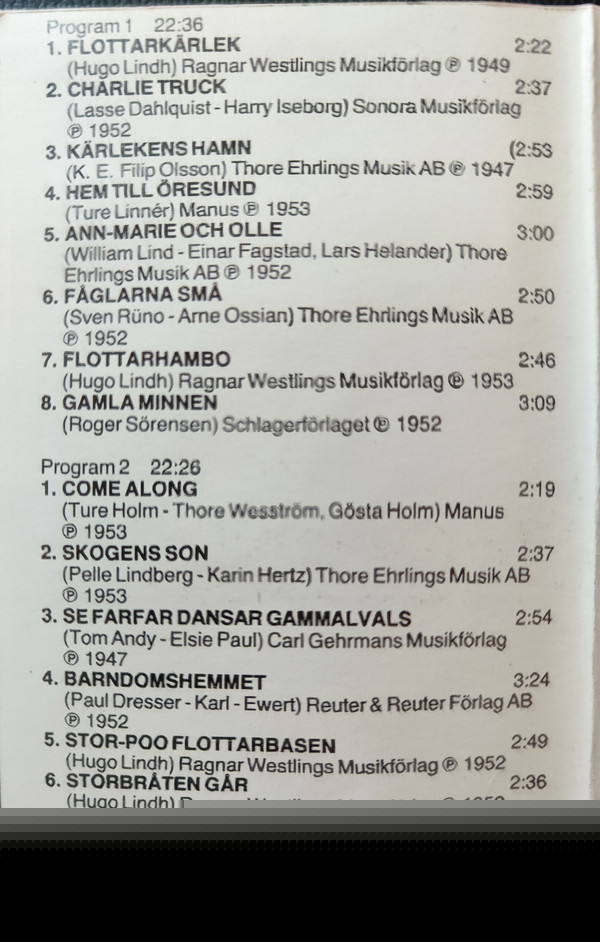 Program 1 22:36
1. FLOTTARKÄRLEK 2:22
(Hugo Lindh) Ragnar Westlings Musikförlag ℗ 1949
2. CHARLIE TRUCK 2:37
(Lasse Dahlquist - Harry Iseborg) Sonora Musikförlag
℗ 1952
3. KÄRLEKENS HAMN (2:53
(K. E. Filip Olsson) Thore Ehrlings Musik AB ℗ 1947
4. HEM TILL ÖRESUND 2:59
(Ture Linnér) Manus ℗ 1953
5. ANN-MARIE OCH OLLE 3:00
(William Lind - Einar Fagstad, Lars Helander) Thore
Ehrlings Musik AB ℗ 1952
6. FÅGLARNA SMÅ 2:50
(Sven Rüno - Arne Ossian) Thore Ehrlings Musik AB
℗ 1952
7. FLOTTARHAMBO 2:46
(Hugo Lindh) Ragnar Westlings Musikförlag ℗ 1953
8. GAMLA MINNEN 3:09
(Roger Sörensen) Schlagerförlaget ℗ 1952
Program 2 22:26
1. COME ALONG 2:19
(Ture Holm - Thore Wesström, Gösta Holm) Manus
℗ 1953
2. SKOGENS SON 2:37
(Pelle Lindberg - Karin Hertz) Thore Ehrlings Musik AB
℗ 1953
3. SE FARFAR DANSAR GAMMALVALS 2:54
(Tom Andy - Elsie Paul) Carl Gehrmans Musikförlag
℗ 1947
4. BARNDOMSHEMMET 3:24
(Paul Dresser - Karl - Ewert) Reuter & Reuter Förlag AB
℗ 1952
5. STOR-POO FLOTTARBASEN 2:49
(Hugo Lindh) Ragnar Westlings Musikförlag ℗ 1952
6. STORBRÅTEN GÅR 2:36
(Hugo Lindh)